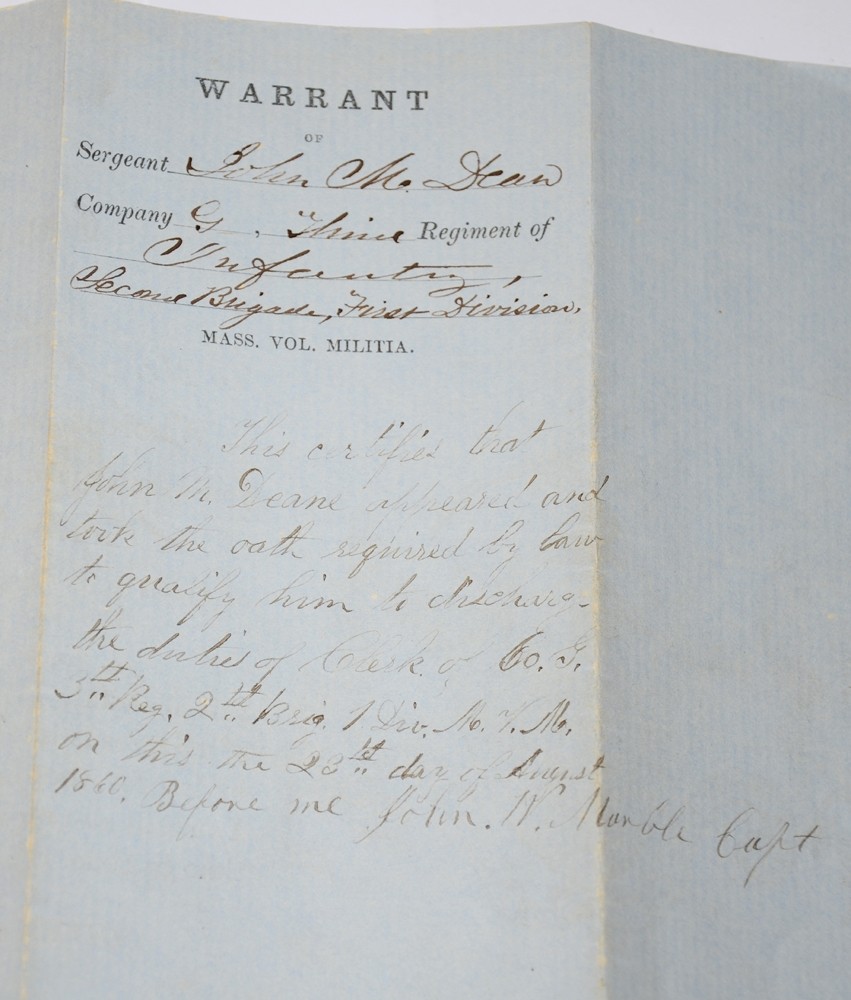 WARRANT
OF
Sergeant John M. Dean
Company G, Third Regiment of
Infantry,
Second Brigade, First Division,
MASS. VOL. MILITIA.
This certifies that
John M. Deane appeared and
took the oath required by law
to qualify him to discharge
the duties of Clerk of Co. G.
3th Reg. 2th Brig. 1 Div. M. V. M.
on this the 23 day of August
1860. Before me John. W. Marble Capt